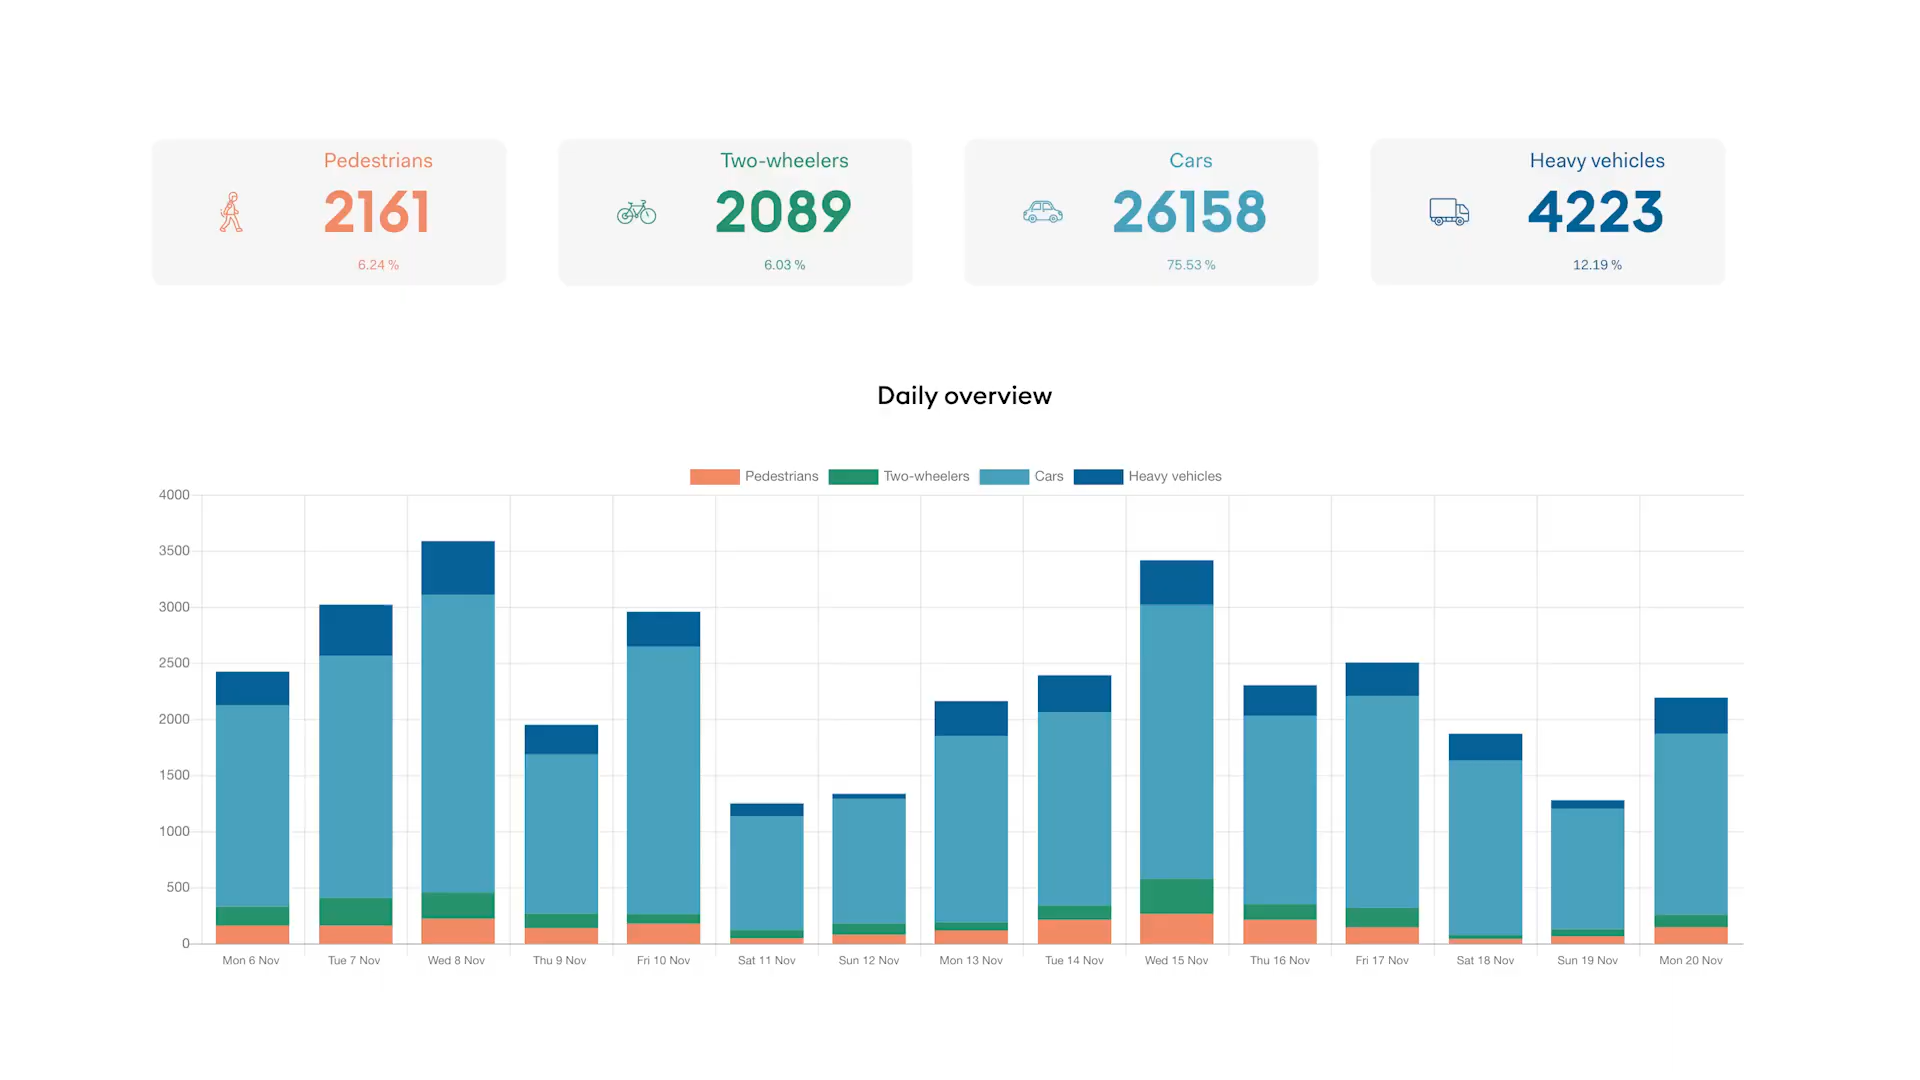 Pedestrians
2161
6.24 %
Two-wheelers
2089
6.03 %
Cars
26158
75.53 %
Heavy vehicles
4223
12.19 %
Daily overview
Pedestrians Two-wheelers Cars Heavy vehicles
4000
3500
3000
2500
2000
1500
1000
500
0
Mon 6 Nov Tue 7 Nov Wed 8 Nov Thu 9 Nov Fri 10 Nov Sat 11 Nov Sun 12 Nov Mon 13 Nov Tue 14 Nov Wed 15 Nov Thu 16 Nov Fri 17 Nov Sat 18 Nov Sun 19 Nov Mon 20 Nov